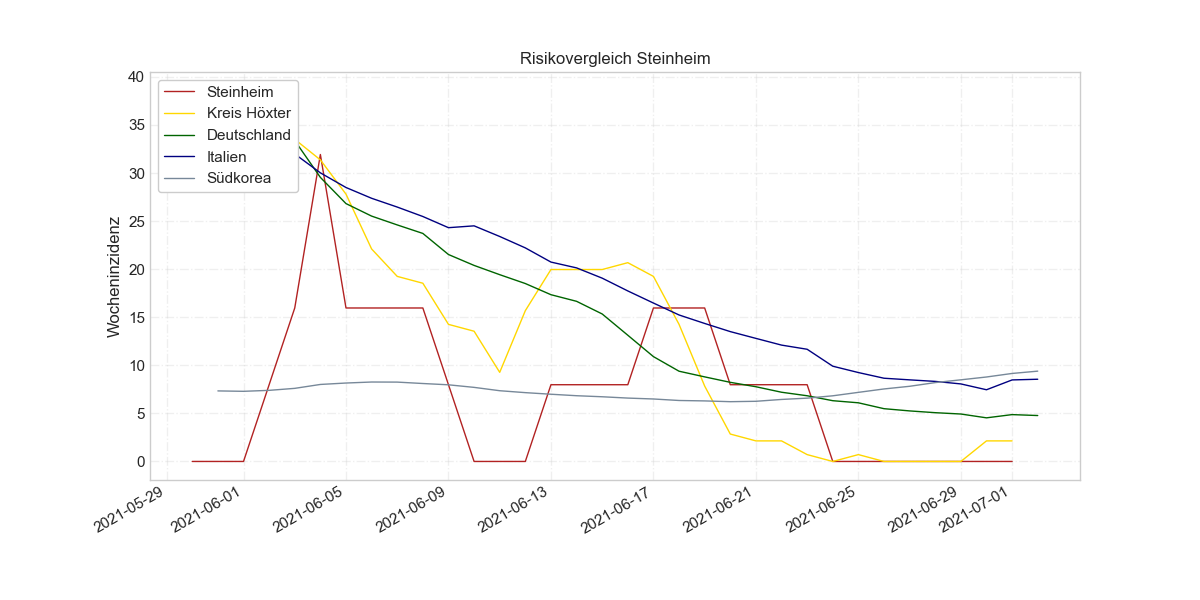 Risikovergleich Steinheim
Steinheim
Kreis Höxter
Deutschland
Italien
Südkorea
Wocheninzidenz
40
35
30
25
20
15
10
5
0
2021-05-29
2021-06-01
2021-06-05
2021-06-09
2021-06-13
2021-06-17
2021-06-21
2021-06-25
2021-06-29
2021-07-01